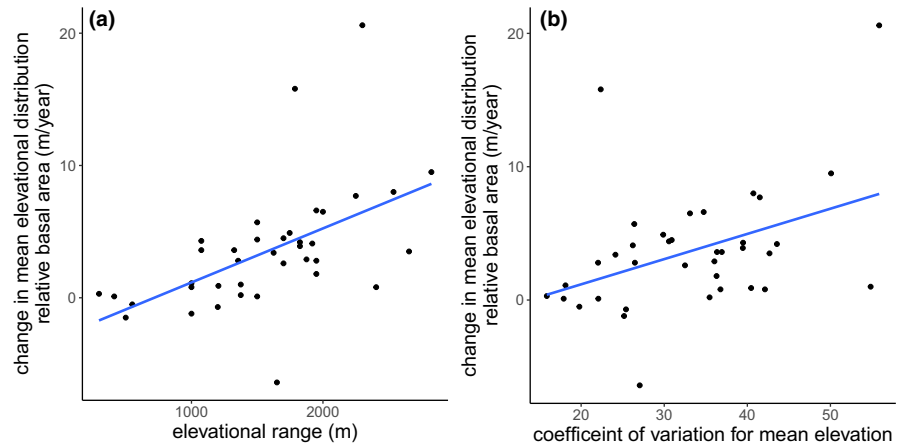 (a)
change in mean elevational distribution
relative basal area (m/year)
20
10
0
1000
2000
elevational range (m)
(b)
change in mean elevational distribution
relative basal area (m/year)
20
10
0
20
30
40
50
coefficeint of variation for mean elevation